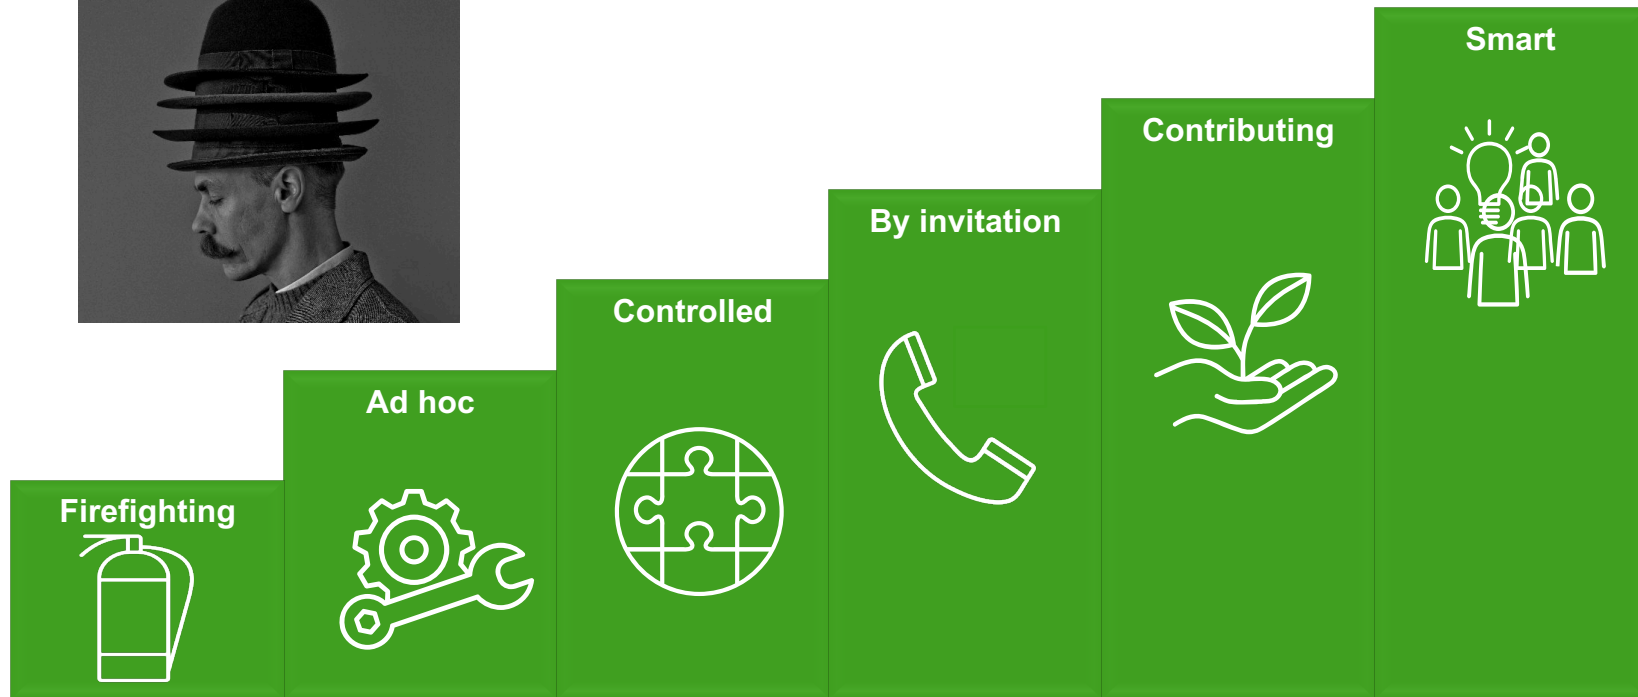 Firefighting
Ad hoc
Controlled
By invitation
Contributing
Smart